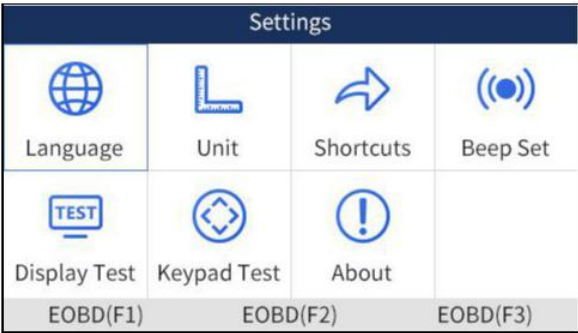 Settings
Language Unit Shortcuts Beep Set
TEST
Display Test Keypad Test About
EOBD(F1) EOBD(F2) EOBD(F3)